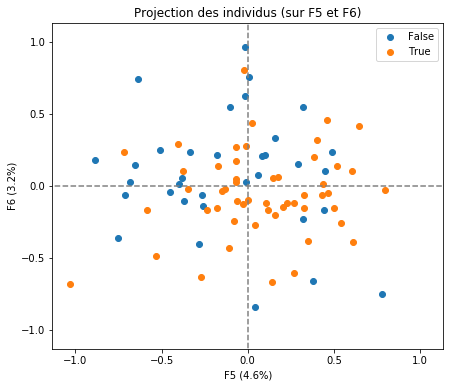 Projection des individus (sur F5 et F6)
False
True
1.0
0.5
0.0
−0.5
−1.0
F6 (3.2%)
−1.0
−0.5
0.0
0.5
1.0
F5 (4.6%)